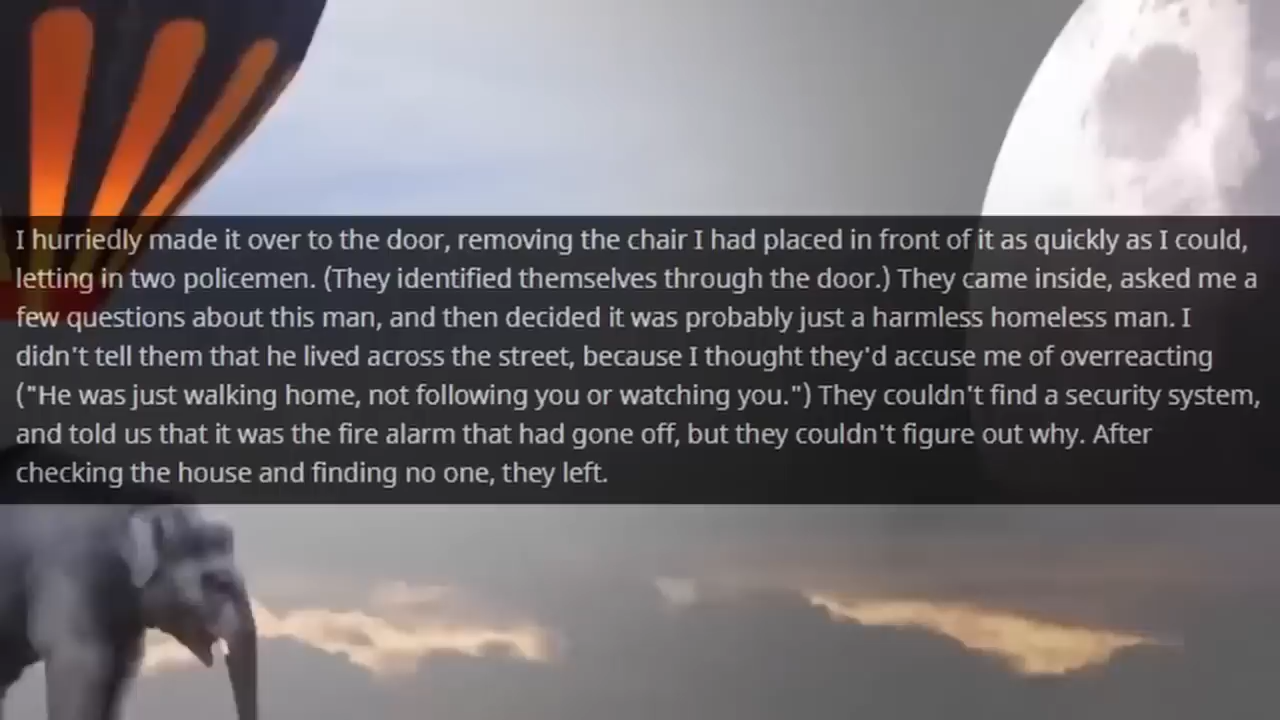 I hurriedly made it over to the door, removing the chair I had placed in front of it as quickly as I could,
letting in two policemen. (They identified themselves through the door.) They came inside, asked me a
few questions about this man, and then decided it was probably just a harmless homeless man. I
didn't tell them that he lived across the street, because I thought they'd accuse me of overreacting
("He was just walking home, not following you or watching you.") They couldn't find a security system,
and told us that it was the fire alarm that had gone off, but they couldn't figure out why. After
checking the house and finding no one, they left.